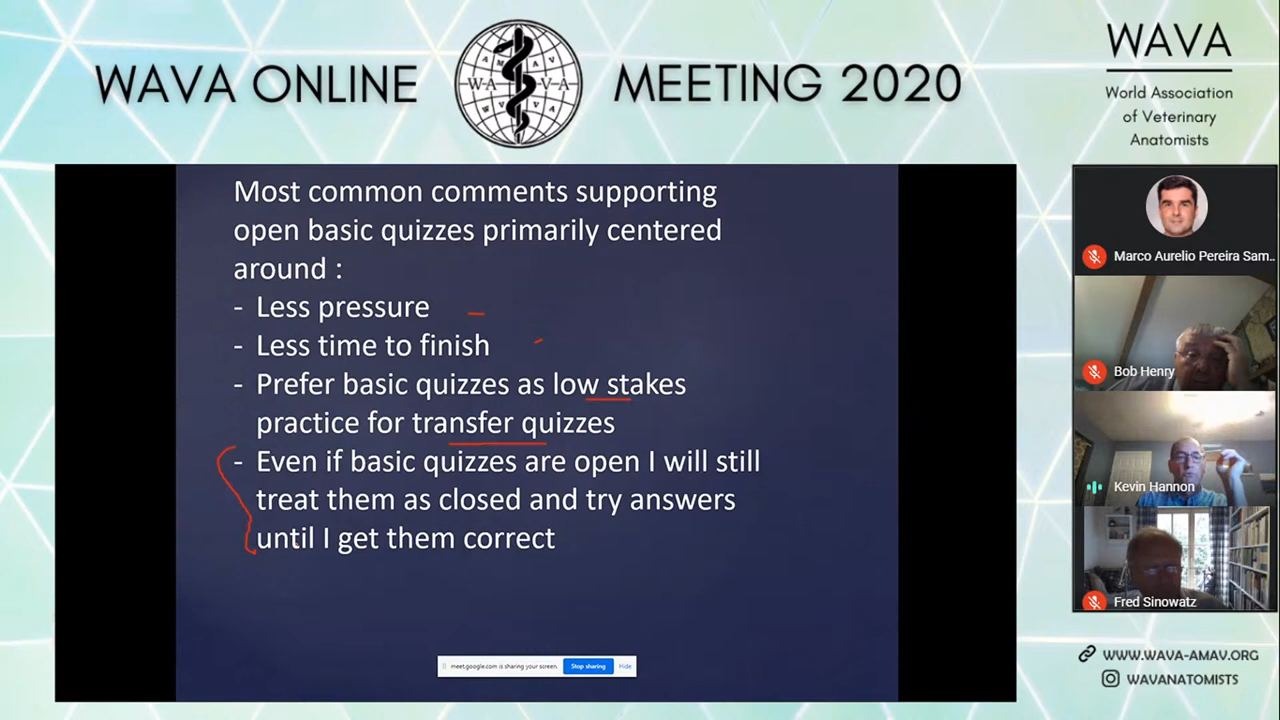 WAVA ONLINE
MEETING 2020
AMAV
WA VA
WAVA
World Association
of Veterinary
Anatomists
Most common comments supporting
open basic quizzes primarily centered
around :
- Less pressure
- Less time to finish
- Prefer basic quizzes as low stakes
practice for transfer quizzes
- Even if basic quizzes are open I will still
treat them as closed and try answers
until I get them correct
meet.google.com is sharing your screen.
Stop sharing
Hide
Marco Aurelio Pereira Sam...
Bob Henry
Kevin Hannon
Fred Sinowatz
WWW.WAVA-AMAV.ORG
WAVANATOMISTS